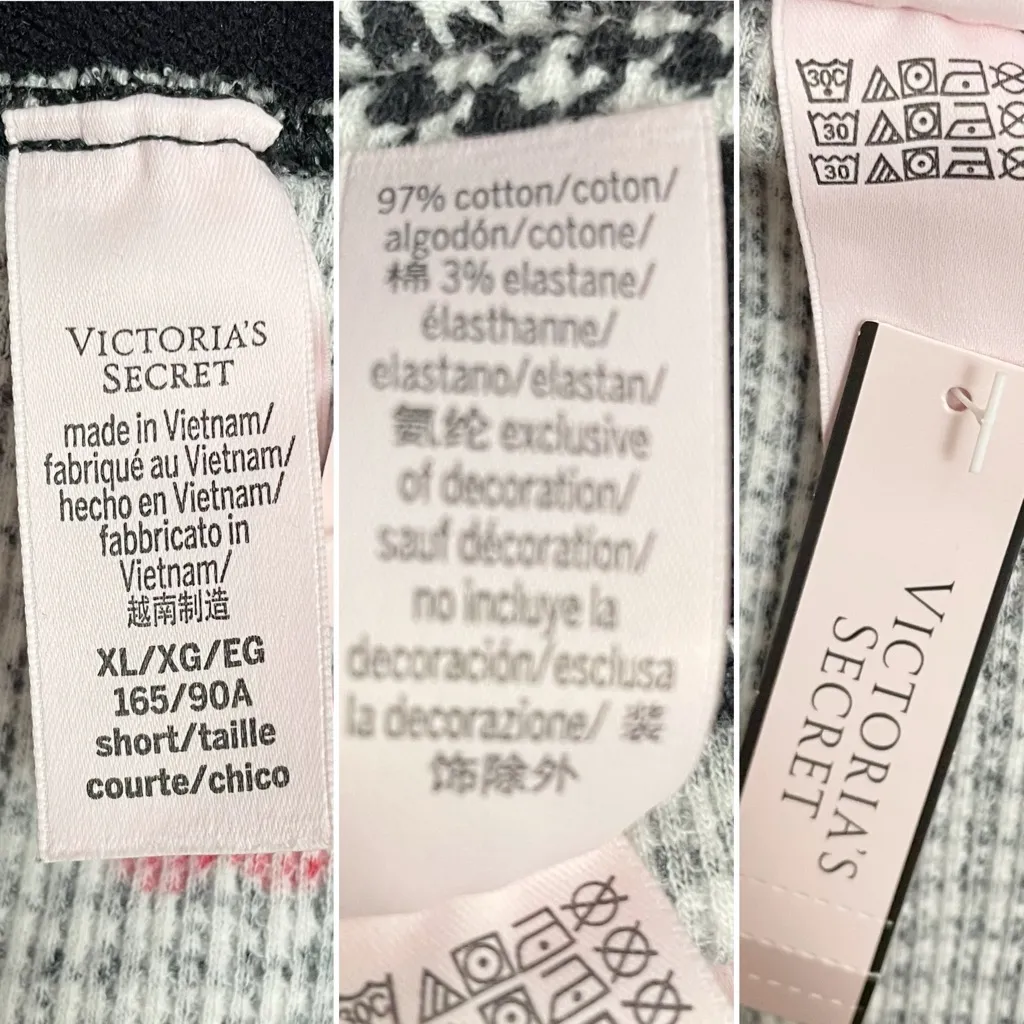 VICTORIA'S
SECRET
made in Vietnam/
fabriqué au Vietnam/
hecho en Vietnam/
fabbricato in
Vietnam/
越南制造
XL/XG/EG
165/90A
short/taille
courte/chico
97% cotton/coton/
algodón/cotone/
棉 3% elastane/
élasthanne/
elastano/elastan/
氨纶 exclusive
of decoration/
sauf décoration/
no incluye la
decoración/esclusa
la decorazione/ 装
饰除外
30C
30C
30
30
VICTORIA'S
SECRET